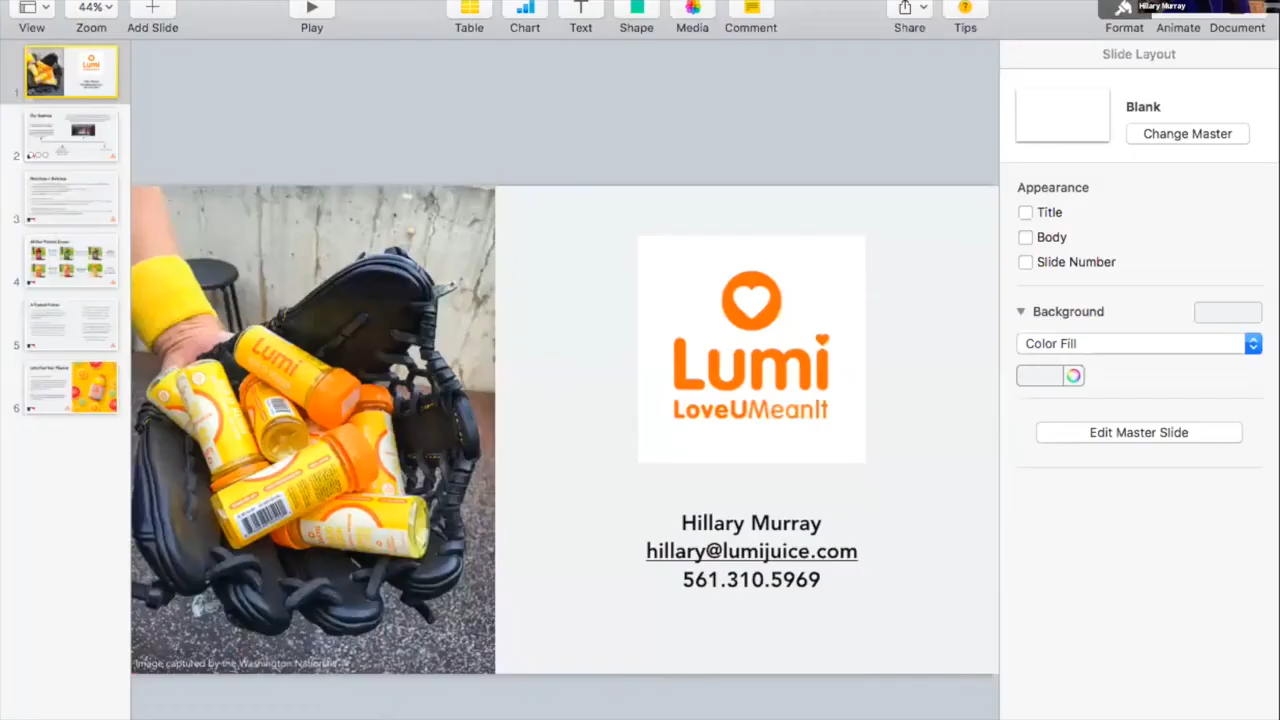 Hillary Murray
44%
View
Zoom
Add Slide
Play
Table
Chart
Text
Shape
Media
Comment
Share
Tips
Format
Animate
Document
Slide Layout
Blank
Change Master
Appearance
Title
Body
Slide Number
Background
Color Fill
Edit Master Slide
1
2
3
4
5
6
Lumi
Lumi
LoveUMeanIt
Hillary Murray
hillary@lumijuice.com
561.310.5969
Image captured by the Washington Nationals